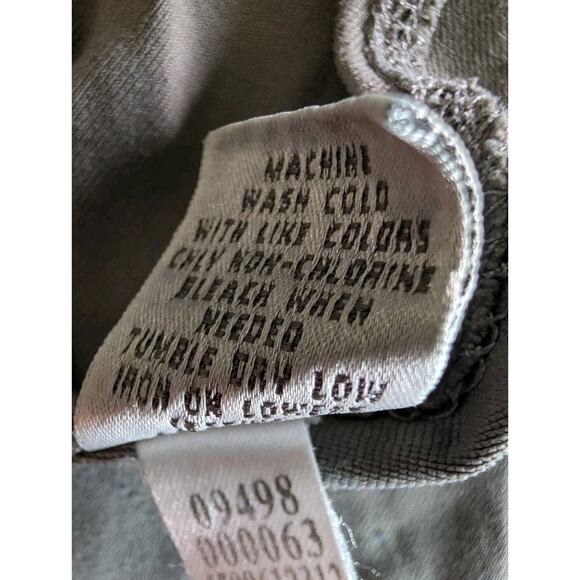 MACHINE
WASH COLD
WITH LIKE COLORS
ONLY NON-CHLORINE
BLEACH WHEN
NEEDED
TUMBLE DRY LOW
IRON ON
09498
000063